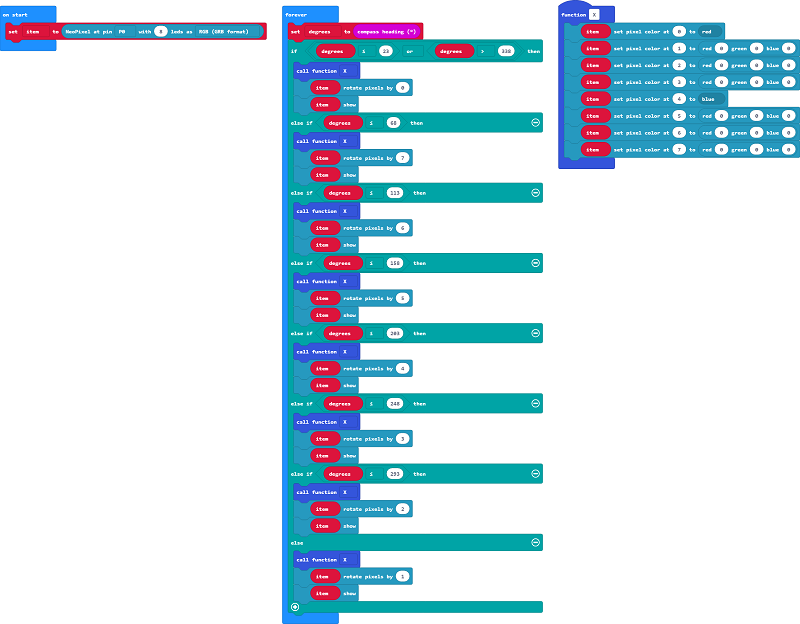 on start
set item to NeoPixel at pin P0 with 8 leds as RGB (GRB format)
forever
set degrees to compass heading (°)
if degrees i 23 or degrees > 338 then
call function X
item rotate pixels by 0
item show
else if degrees i 68 then
call function X
item rotate pixels by 7
item show
else if degrees i 113 then
call function X
item rotate pixels by 6
item show
else if degrees i 158 then
call function X
item rotate pixels by 5
item show
else if degrees i 203 then
call function X
item rotate pixels by 4
item show
else if degrees i 248 then
call function X
item rotate pixels by 3
item show
else if degrees i 293 then
call function X
item rotate pixels by 2
item show
else
call function X
item rotate pixels by 1
item show
function X
item set pixel color at 0 to red
item set pixel color at 1 to red 0 green 0 blue 0
item set pixel color at 2 to red 0 green 0 blue 0
item set pixel color at 3 to red 0 green 0 blue 0
item set pixel color at 4 to blue
item set pixel color at 5 to red 0 green 0 blue 0
item set pixel color at 6 to red 0 green 0 blue 0
item set pixel color at 7 to red 0 green 0 blue 0